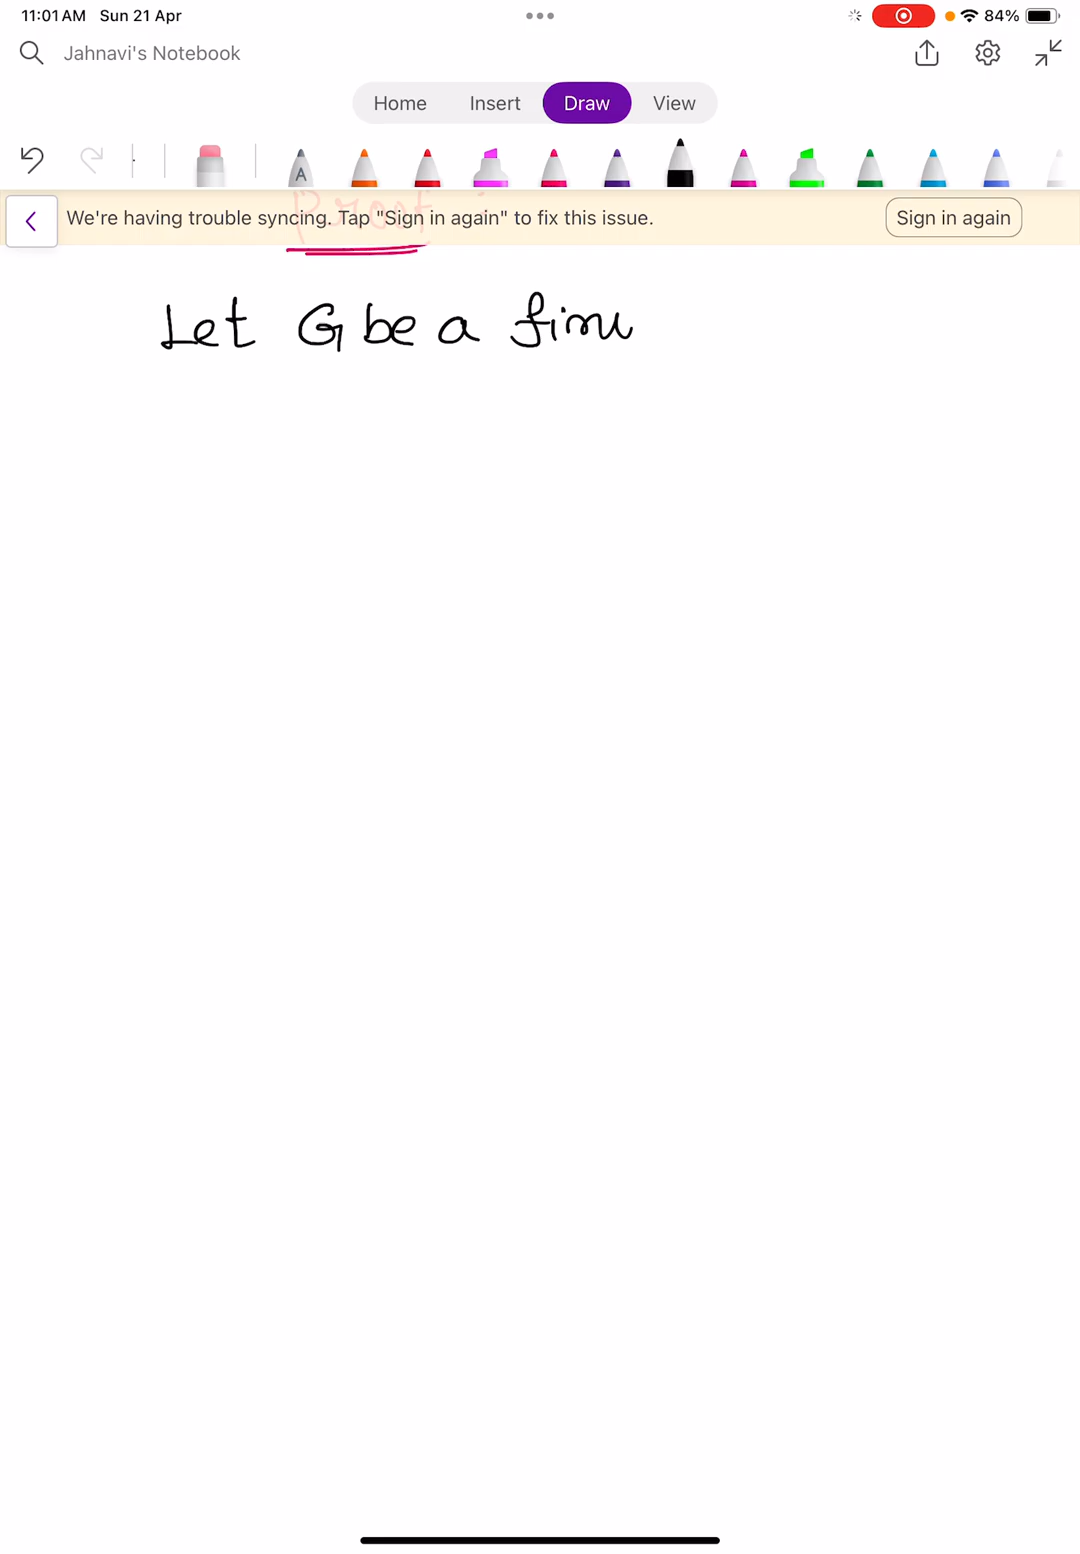 11:01 AM Sun 21 Apr 84%
Jahnavi's Notebook
Home Insert Draw View
A
Proof :
We're having trouble syncing. Tap "Sign in again" to fix this issue. Sign in again
Let G be a